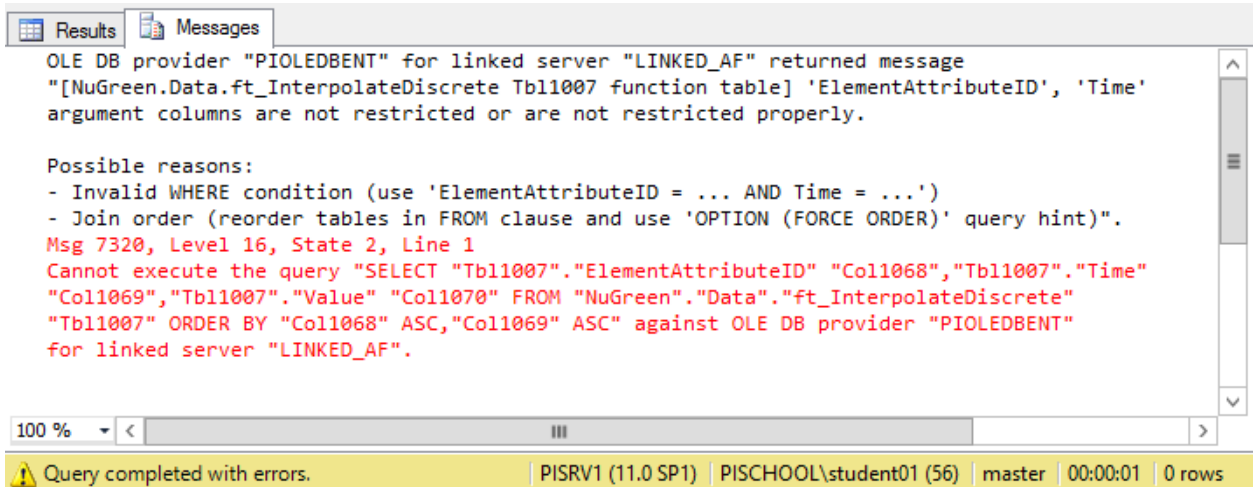 Results Messages
OLE DB provider "PIOLEDBENT" for linked server "LINKED_AF" returned message
"[NuGreen.Data.ft_InterpolateDiscrete Tbl1007 function table] 'ElementAttributeID', 'Time'
argument columns are not restricted or are not restricted properly.
Possible reasons:
- Invalid WHERE condition (use 'ElementAttributeID = ... AND Time = ...')
- Join order (reorder tables in FROM clause and use 'OPTION (FORCE ORDER)' query hint)".
Msg 7320, Level 16, State 2, Line 1
Cannot execute the query "SELECT "Tbl1007"."ElementAttributeID" "Col1068","Tbl1007"."Time"
"Col1069","Tbl1007"."Value" "Col1070" FROM "NuGreen"."Data"."ft_InterpolateDiscrete"
"Tbl1007" ORDER BY "Col1068" ASC,"Col1069" ASC" against OLE DB provider "PIOLEDBENT"
for linked server "LINKED_AF".
100 %
Query completed with errors. PISRV1 (11.0 SP1) PISCHOOL\student01 (56) master 00:00:01 0 rows